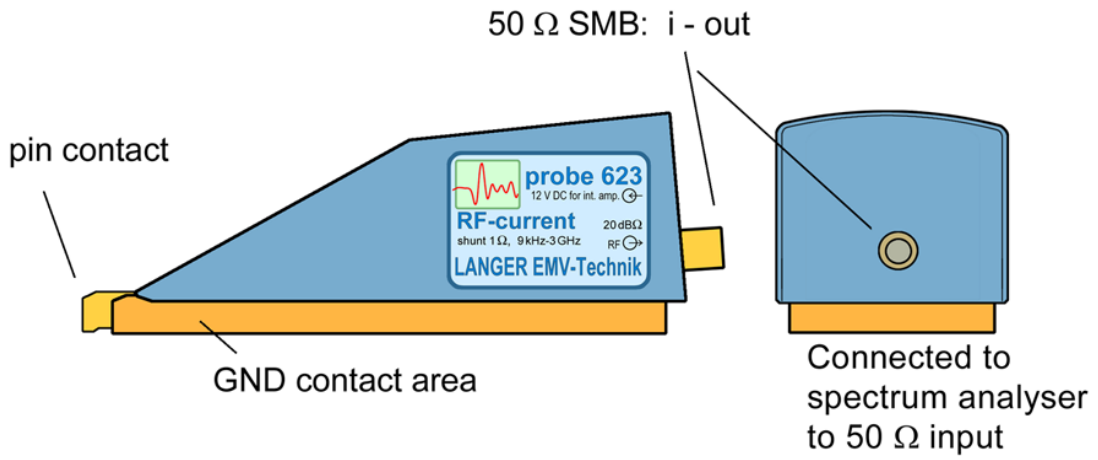 50 Ω SMB:  i - out
pin contact
probe 623
12 V DC for int. amp.
RF-current 20 dBΩ
shunt 1 Ω, 9 kHz-3 GHz RF
LANGER EMV-Technik
GND contact area
Connected to
spectrum analyser
to 50 Ω input